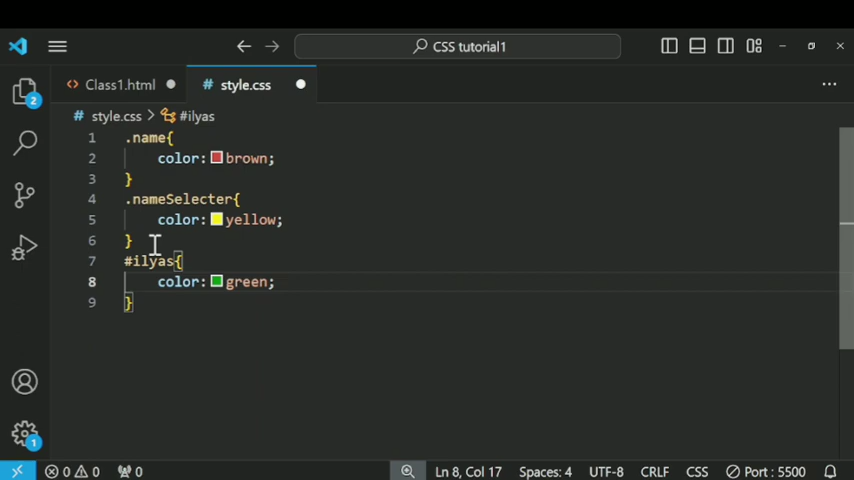 CSS tutorial1
Class1.html
# style.css
# style.css > #ilyas
1 .name{
2 color: brown;
3 }
4 .nameSelecter{
5 color: yellow;
6 }
7 #ilyas{
8 color: green;
9 }
2
1
0 0 0 Ln 8, Col 17 Spaces: 4 UTF-8 CRLF CSS Port : 5500